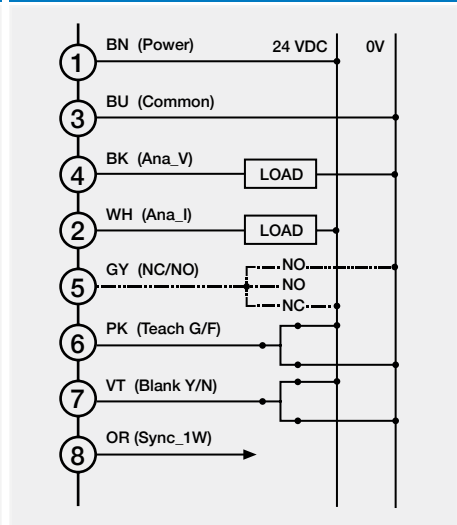 BN (Power) 24 VDC 0V
1
BU (Common)
3
BK (Ana_V)
4 LOAD
WH (Ana_I)
2 LOAD
GY (NC/NO) NO
5 NO
NC
PK (Teach G/F)
6
VT (Blank Y/N)
7
OR (Sync_1W)
8